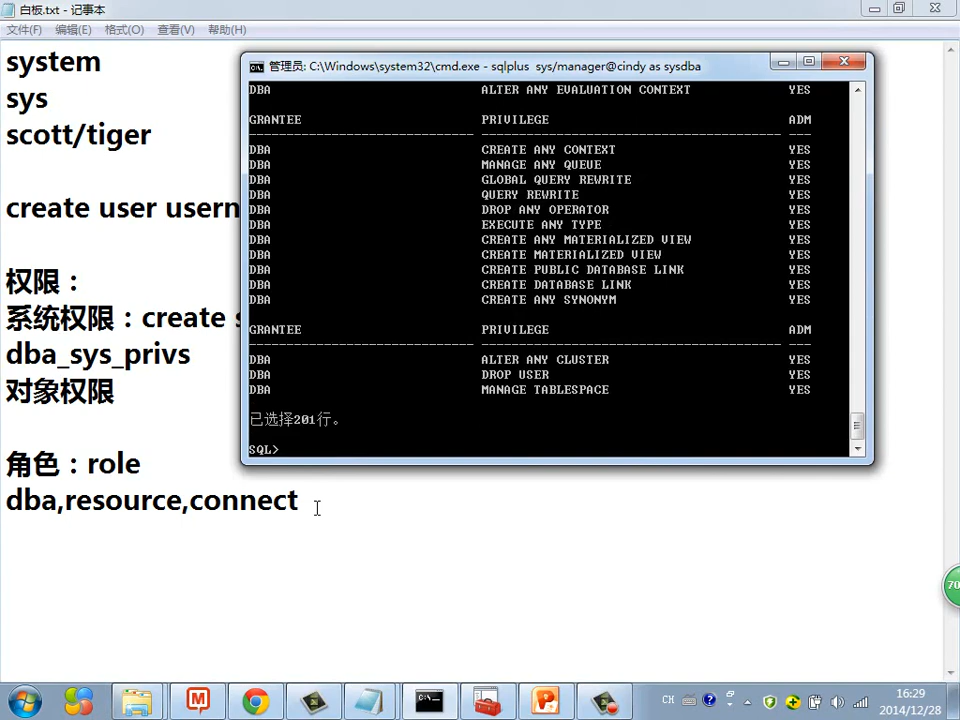 白板.txt - 记事本
文件(F) 编辑(E) 格式(O) 查看(V) 帮助(H)
system
sys
scott/tiger
create user usern
权限：
系统权限：create s
dba_sys_privs
对象权限
角色：role
dba,resource,connect
管理员: C:\Windows\system32\cmd.exe - sqlplus sys/manager@cindy as sysdba
DBA ALTER ANY EVALUATION CONTEXT YES
GRANTEE PRIVILEGE ADM
------------------------------ ---------------------------------------- ---
DBA CREATE ANY CONTEXT YES
DBA MANAGE ANY QUEUE YES
DBA GLOBAL QUERY REWRITE YES
DBA QUERY REWRITE YES
DBA DROP ANY OPERATOR YES
DBA EXECUTE ANY TYPE YES
DBA CREATE ANY MATERIALIZED VIEW YES
DBA CREATE MATERIALIZED VIEW YES
DBA CREATE PUBLIC DATABASE LINK YES
DBA CREATE DATABASE LINK YES
DBA CREATE ANY SYNONYM YES
GRANTEE PRIVILEGE ADM
------------------------------ ---------------------------------------- ---
DBA ALTER ANY CLUSTER YES
DBA DROP USER YES
DBA MANAGE TABLESPACE YES
已选择201行。
SQL>
70
CH
16:29
2014/12/28